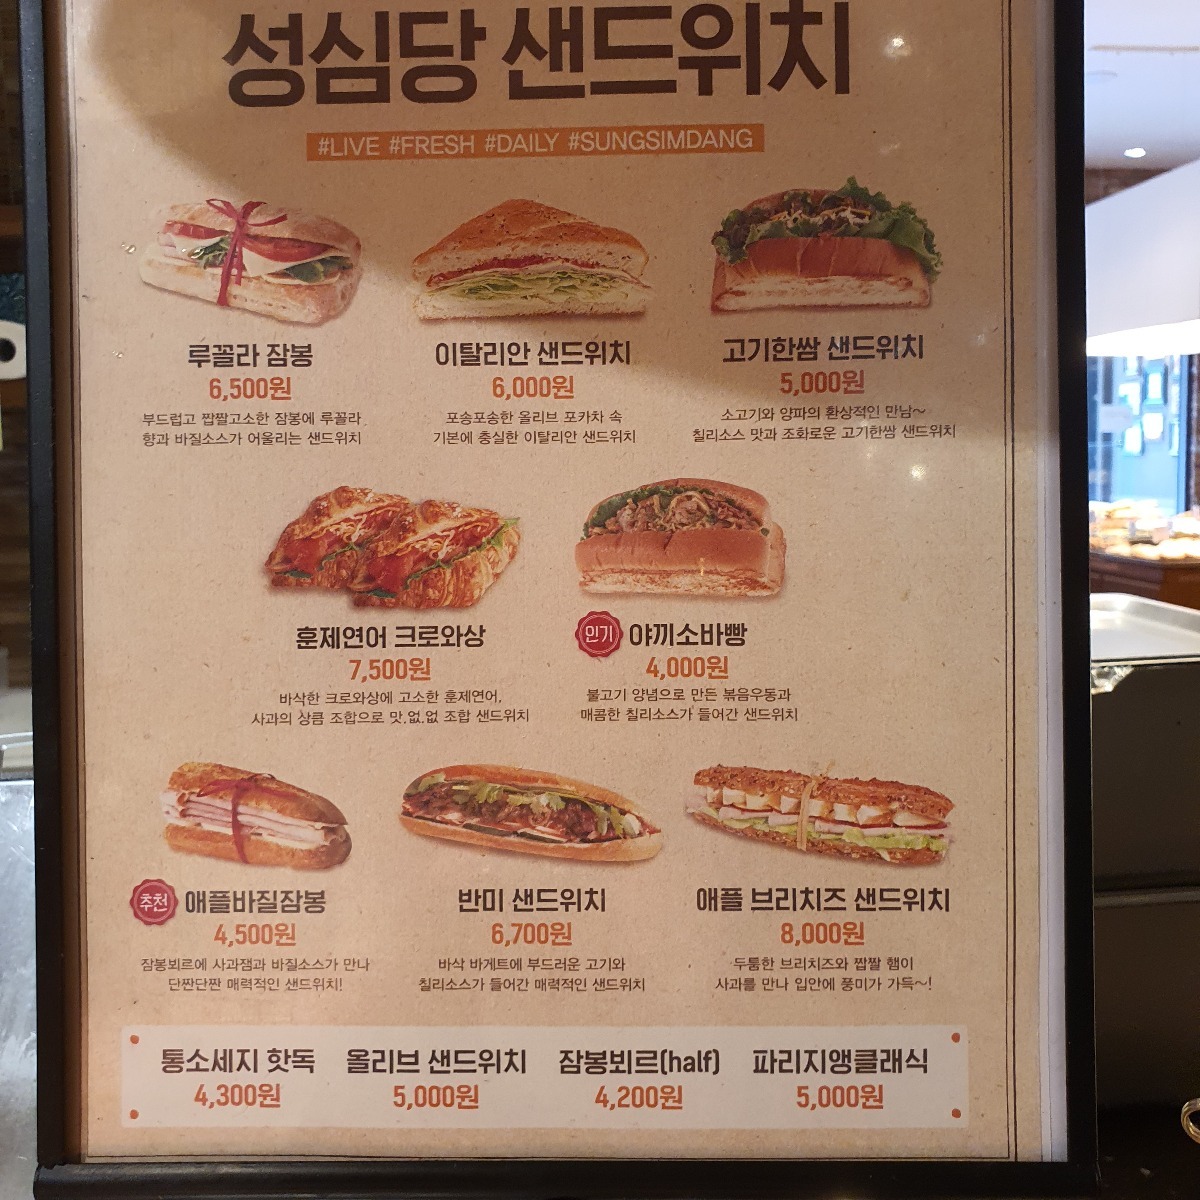 성심당 샌드위치
#LIVE #FRESH #DAILY #SUNGSIMDANG
루꼴라 잠봉
6,500원
부드럽고 짭짤고소한 잠봉에 루꼴라
향과 바질소스가 어울리는 샌드위치
이탈리안 샌드위치
6,000원
포송포송한 올리브 포카차 속
기본에 충실한 이탈리안 샌드위치
고기한쌈 샌드위치
5,000원
소고기와 양파의 환상적인 만남~
칠리소스 맛과 조화로운 고기한쌈 샌드위치
훈제연어 크로와상
7,500원
바삭한 크로와상에 고소한 훈제연어,
사과의 상큼 조합으로 맛.없.없 조합 샌드위치
인기 야끼소바빵
4,000원
불고기 양념으로 만든 볶음우동과
매콤한 칠리소스가 들어간 샌드위치
추천 애플바질잠봉
4,500원
잠봉뵈르에 사과잼과 바질소스가 만나
단짠단짠 매력적인 샌드위치!
반미 샌드위치
6,700원
바삭 바게트에 부드러운 고기와
칠리소스가 들어간 매력적인 샌드위치
애플 브리치즈 샌드위치
8,000원
두툼한 브리치즈와 짭짤 햄이
사과를 만나 입안에 풍미가 가득~!
통소세지 핫독
4,300원
올리브 샌드위치
5,000원
잠봉뵈르(half)
4,200원
파리지앵클래식
5,000원